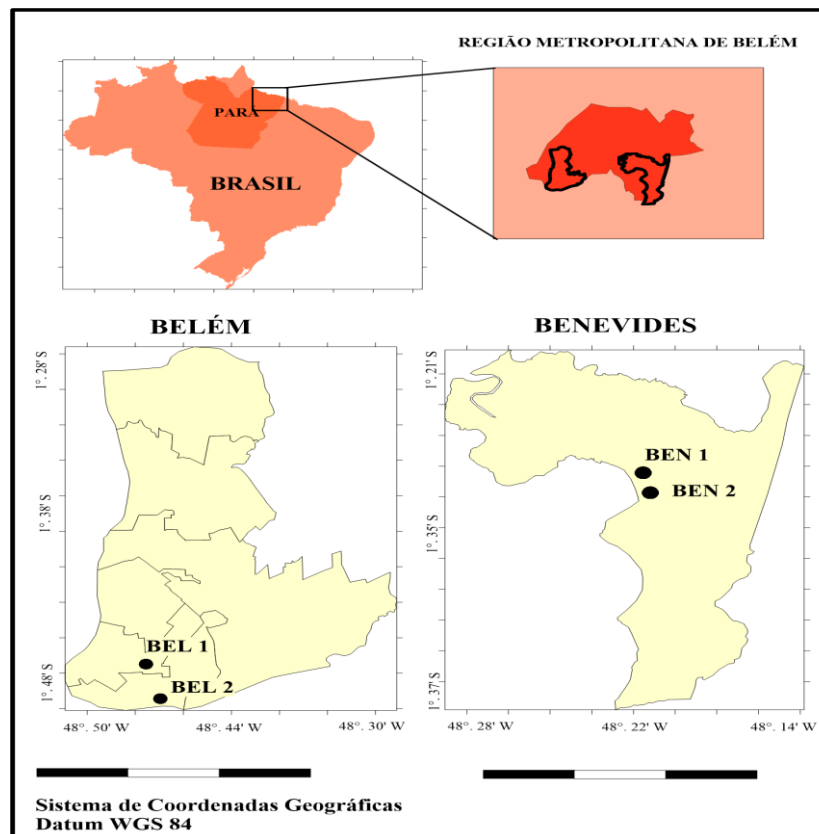 REGIÃO METROPOLITANA DE BELÉM
PARÁ
BRASIL
BELÉM
1°. 28' S
1°. 38' S
1°. 48' S
BEL 1
BEL 2
48°. 50' W
48°. 44' W
48°. 30' W
BENEVIDES
1°. 21' S
1°. 35' S
1°. 37' S
BEN 1
BEN 2
48°. 28' W
48°. 22' W
48°. 14' W
Sistema de Coordenadas Geográficas
Datum WGS 84